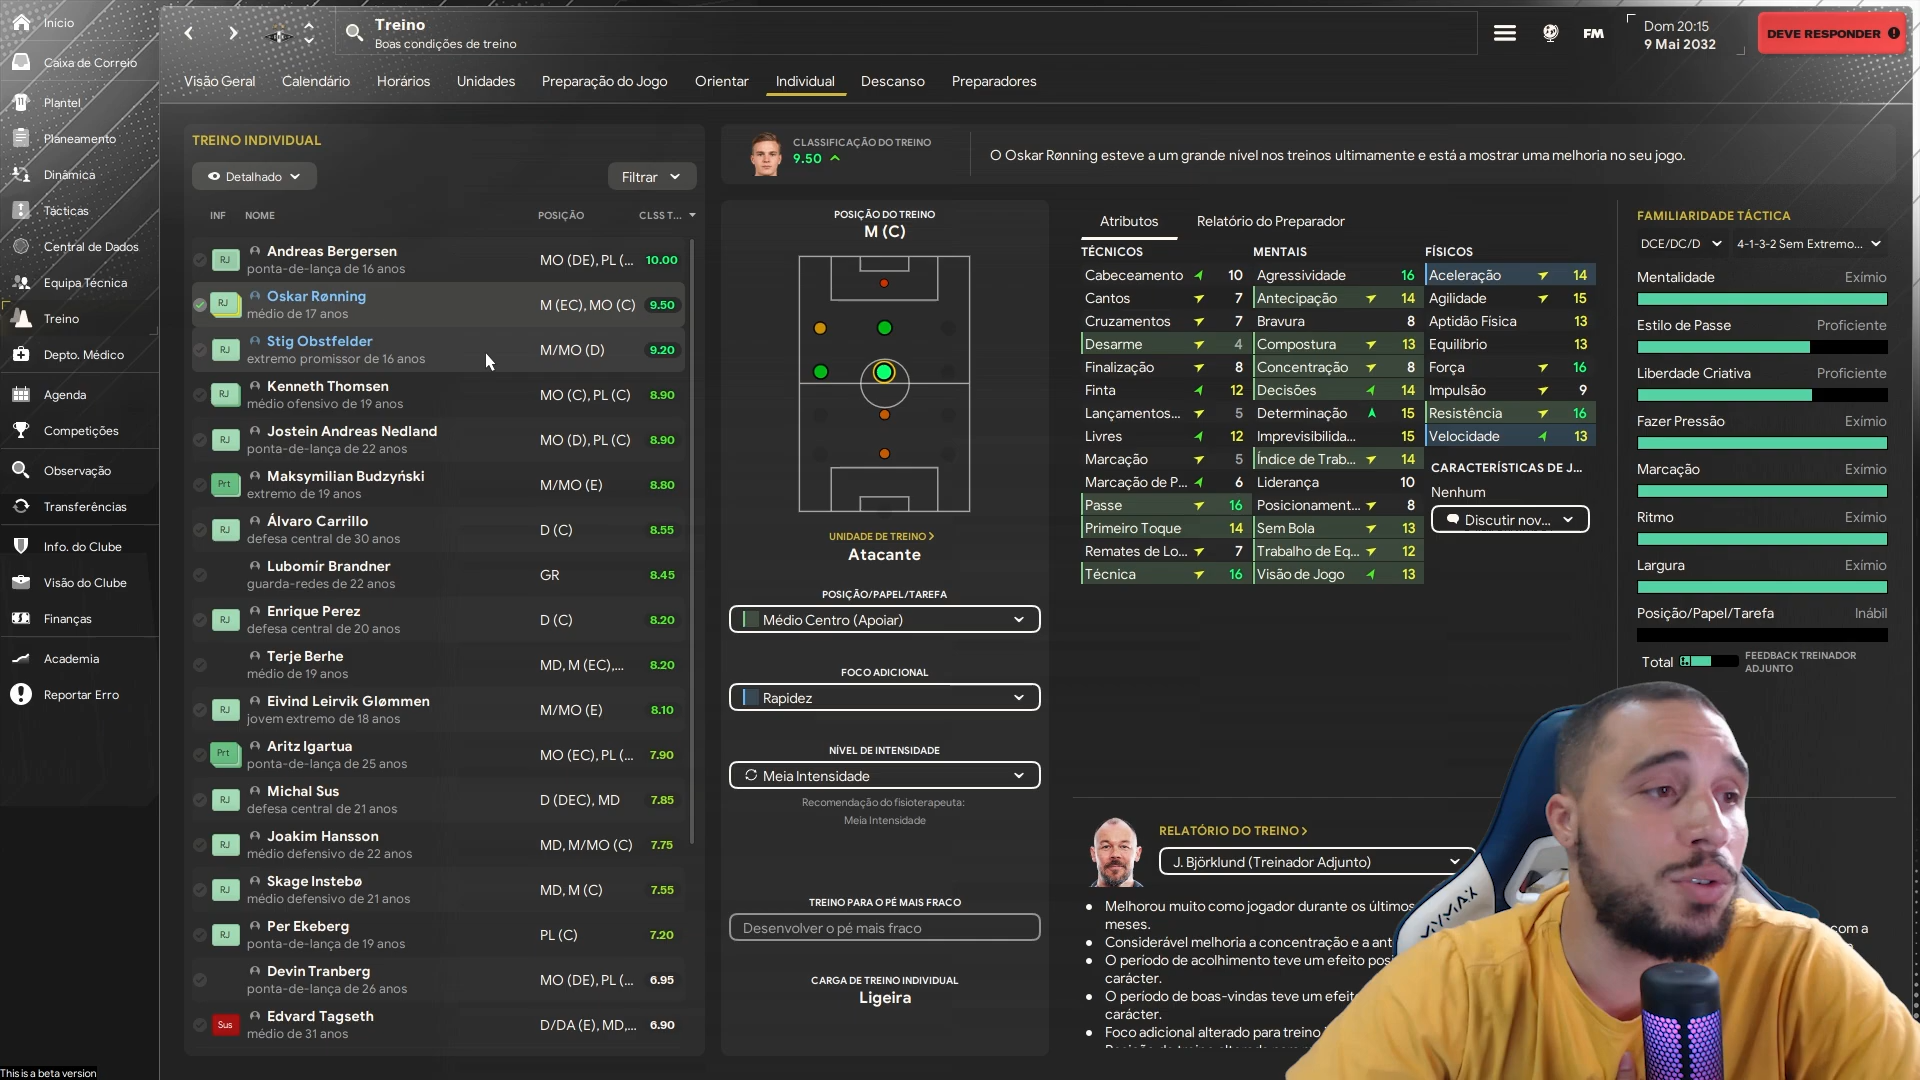 Início
Caixa de Correio
Plantel
Planeamento
Dinâmica
Tácticas
Central de Dados
Equipa Técnica
Treino
Depto. Médico
Agenda
Competições
Observação
Transferências
Info. do Clube
Visão do Clube
Finanças
Academia
Reportar Erro
This is a beta version
Treino
Boas condições de treino
FM
Dom 20:15
9 Mai 2032
DEVE RESPONDER
Visão Geral Calendário Horários Unidades Preparação do Jogo Orientar Individual Descanso Preparadores
TREINO INDIVIDUAL
Detalhado
Filtrar
INF NOME POSIÇÃO CLSS T...
RJ Andreas Bergersen MO (DE), PL (... 10.00
ponta-de-lança de 16 anos
RJ Oskar Rønning M (EC), MO (C) 9.50
médio de 17 anos
RJ Stig Obstfelder M/MO (D) 9.20
extremo promissor de 16 anos
RJ Kenneth Thomsen MO (C), PL (C) 8.90
médio ofensivo de 19 anos
RJ Jostein Andreas Nedland MO (D), PL (C) 8.90
ponta-de-lança de 22 anos
Prt Maksymilian Budzyński M/MO (E) 8.80
extremo de 19 anos
RJ Álvaro Carrillo D (C) 8.55
defesa central de 30 anos
Lubomír Brandner GR 8.45
guarda-redes de 22 anos
RJ Enrique Perez D (C) 8.20
defesa central de 20 anos
Terje Berhe MD, M (EC),... 8.20
médio de 19 anos
RJ Eivind Leirvik Glømmen M/MO (E) 8.10
jovem extremo de 18 anos
Prt Aritz Igartua MO (EC), PL (... 7.90
ponta-de-lança de 25 anos
RJ Michal Sus D (DEC), MD 7.85
defesa central de 21 anos
RJ Joakim Hansson MD, M/MO (C) 7.75
médio defensivo de 22 anos
RJ Skage Instebø MD, M (C) 7.55
médio defensivo de 21 anos
RJ Per Ekeberg PL (C) 7.20
ponta-de-lança de 19 anos
Devin Tranberg MO (DE), PL (... 6.95
ponta-de-lança de 26 anos
Sus Edvard Tagseth D/DA (E), MD,... 6.90
médio de 31 anos
CLASSIFICAÇÃO DO TREINO
9.50
O Oskar Rønning esteve a um grande nível nos treinos ultimamente e está a mostrar uma melhoria no seu jogo.
POSIÇÃO DO TREINO
M (C)
UNIDADE DE TREINO >
Atacante
POSIÇÃO/PAPEL/TAREFA
Médio Centro (Apoiar)
FOCO ADICIONAL
Rapidez
NÍVEL DE INTENSIDADE
Meia Intensidade
Recomendação do fisioterapeuta:
Meia Intensidade
TREINO PARA O PÉ MAIS FRACO
Desenvolver o pé mais fraco
CARGA DE TREINO INDIVIDUAL
Ligeira
Atributos Relatório do Preparador
TÉCNICOS MENTAIS FÍSICOS
Cabeceamento 10 Agressividade 16 Aceleração 14
Cantos 7 Antecipação 14 Agilidade 15
Cruzamentos 7 Bravura 8 Aptidão Física 13
Desarme 4 Compostura 13 Equilíbrio 13
Finalização 8 Concentração 8 Força 16
Finta 12 Decisões 14 Impulsão 9
Lançamentos... 5 Determinação 15 Resistência 16
Livres 12 Imprevisibilida... 15 Velocidade 13
Marcação 5 Índice de Trab... 14
Marcação de P... 6 Liderança 10
Passe 16 Posicionament... 8
Primeiro Toque 14 Sem Bola 13
Remates de Lo... 7 Trabalho de Eq... 12
Técnica 16 Visão de Jogo 13
CARACTERÍSTICAS DE J...
Nenhum
Discutir nov...
RELATÓRIO DO TREINO >
J. Björklund (Treinador Adjunto)
• Melhorou muito como jogador durante os últimos
meses.
• Considerável melhoria a concentração e a ant
• O período de acolhimento teve um efeito posi
carácter.
• O período de boas-vindas teve um efeit
carácter.
• Foco adicional alterado para treino
com a
FAMILIARIDADE TÁCTICA
DCE/DC/D 4-1-3-2 Sem Extremo...
Mentalidade Exímio
Estilo de Passe Proficiente
Liberdade Criativa Proficiente
Fazer Pressão Exímio
Marcação Exímio
Ritmo Exímio
Largura Exímio
Posição/Papel/Tarefa Inábil
Total FEEDBACK TREINADOR
ADJUNTO